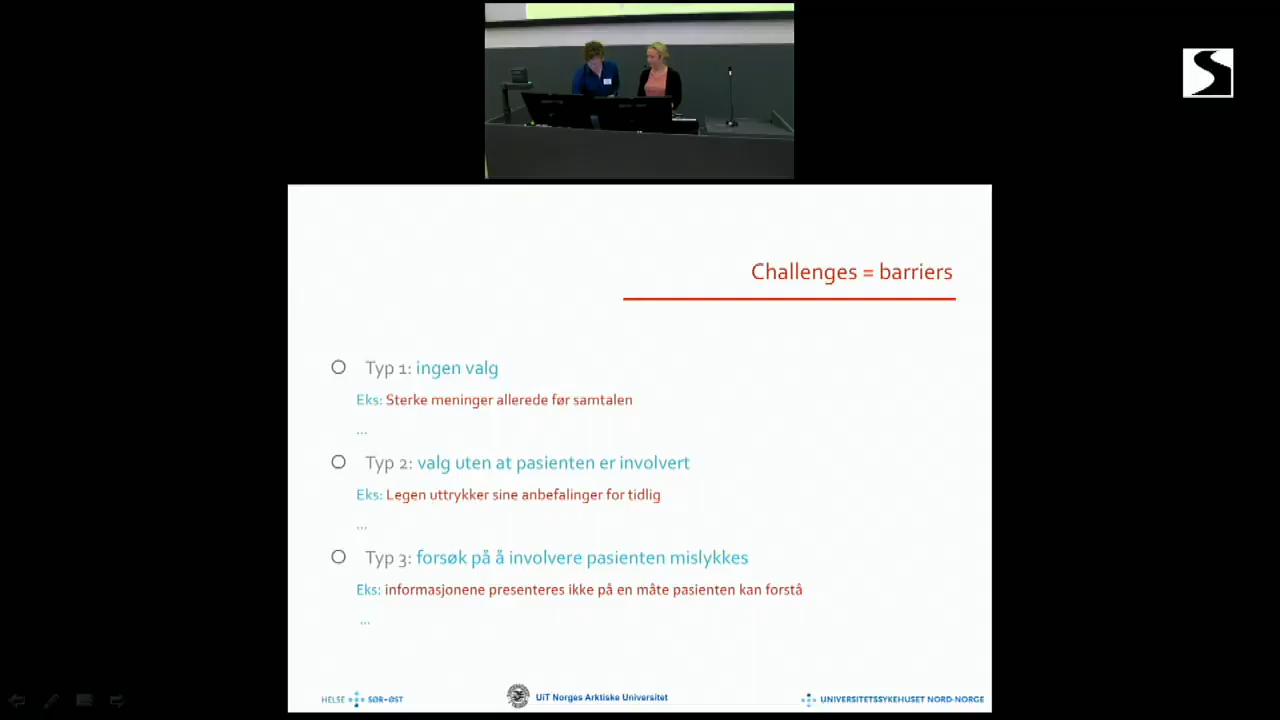 Challenges = barriers
Typ 1: ingen valg
Eks: Sterke meninger allerede før samtalen
...
Typ 2: valg uten at pasienten er involvert
Eks: Legen uttrykker sine anbefalinger for tidlig
...
Typ 3: forsøk på å involvere pasienten mislykkes
Eks: informasjonene presenteres ikke på en måte pasienten kan forstå
...
HELSE SØR-ØST
UiT Norges Arktiske Universitet
UNIVERSITETSSYKEHUSET NORD-NORGE